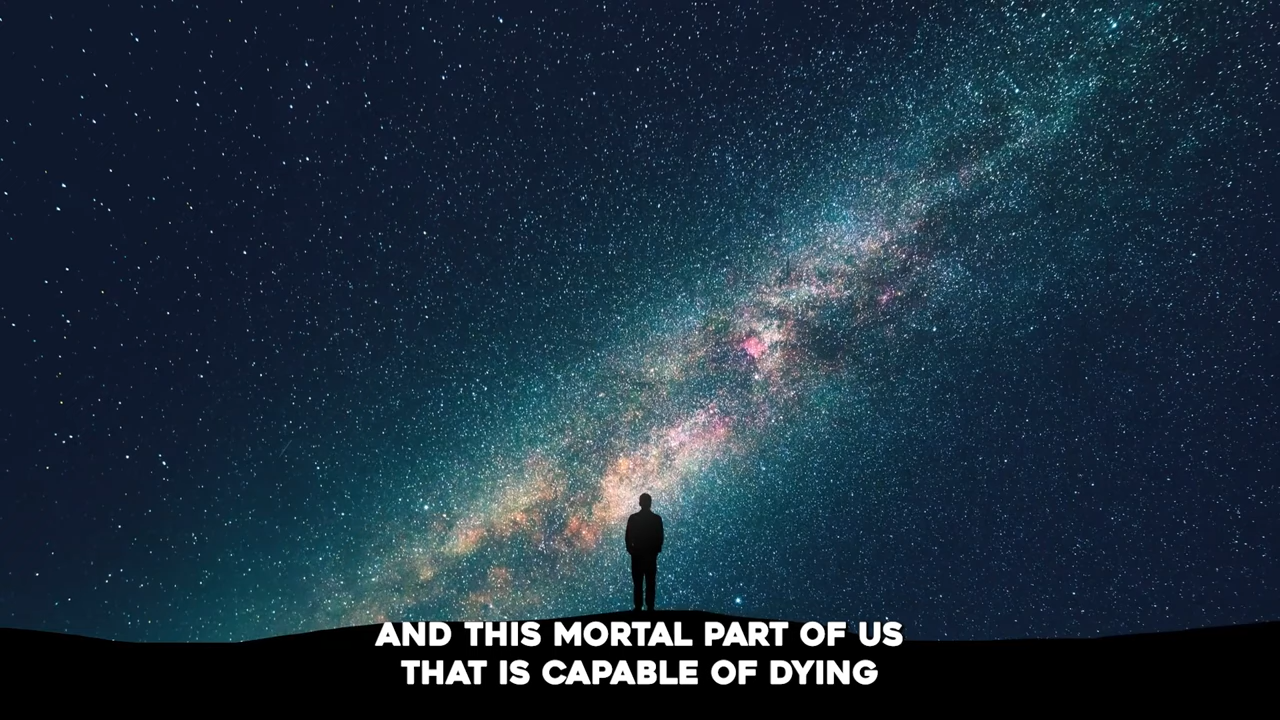 AND THIS MORTAL PART OF US
THAT IS CAPABLE OF DYING